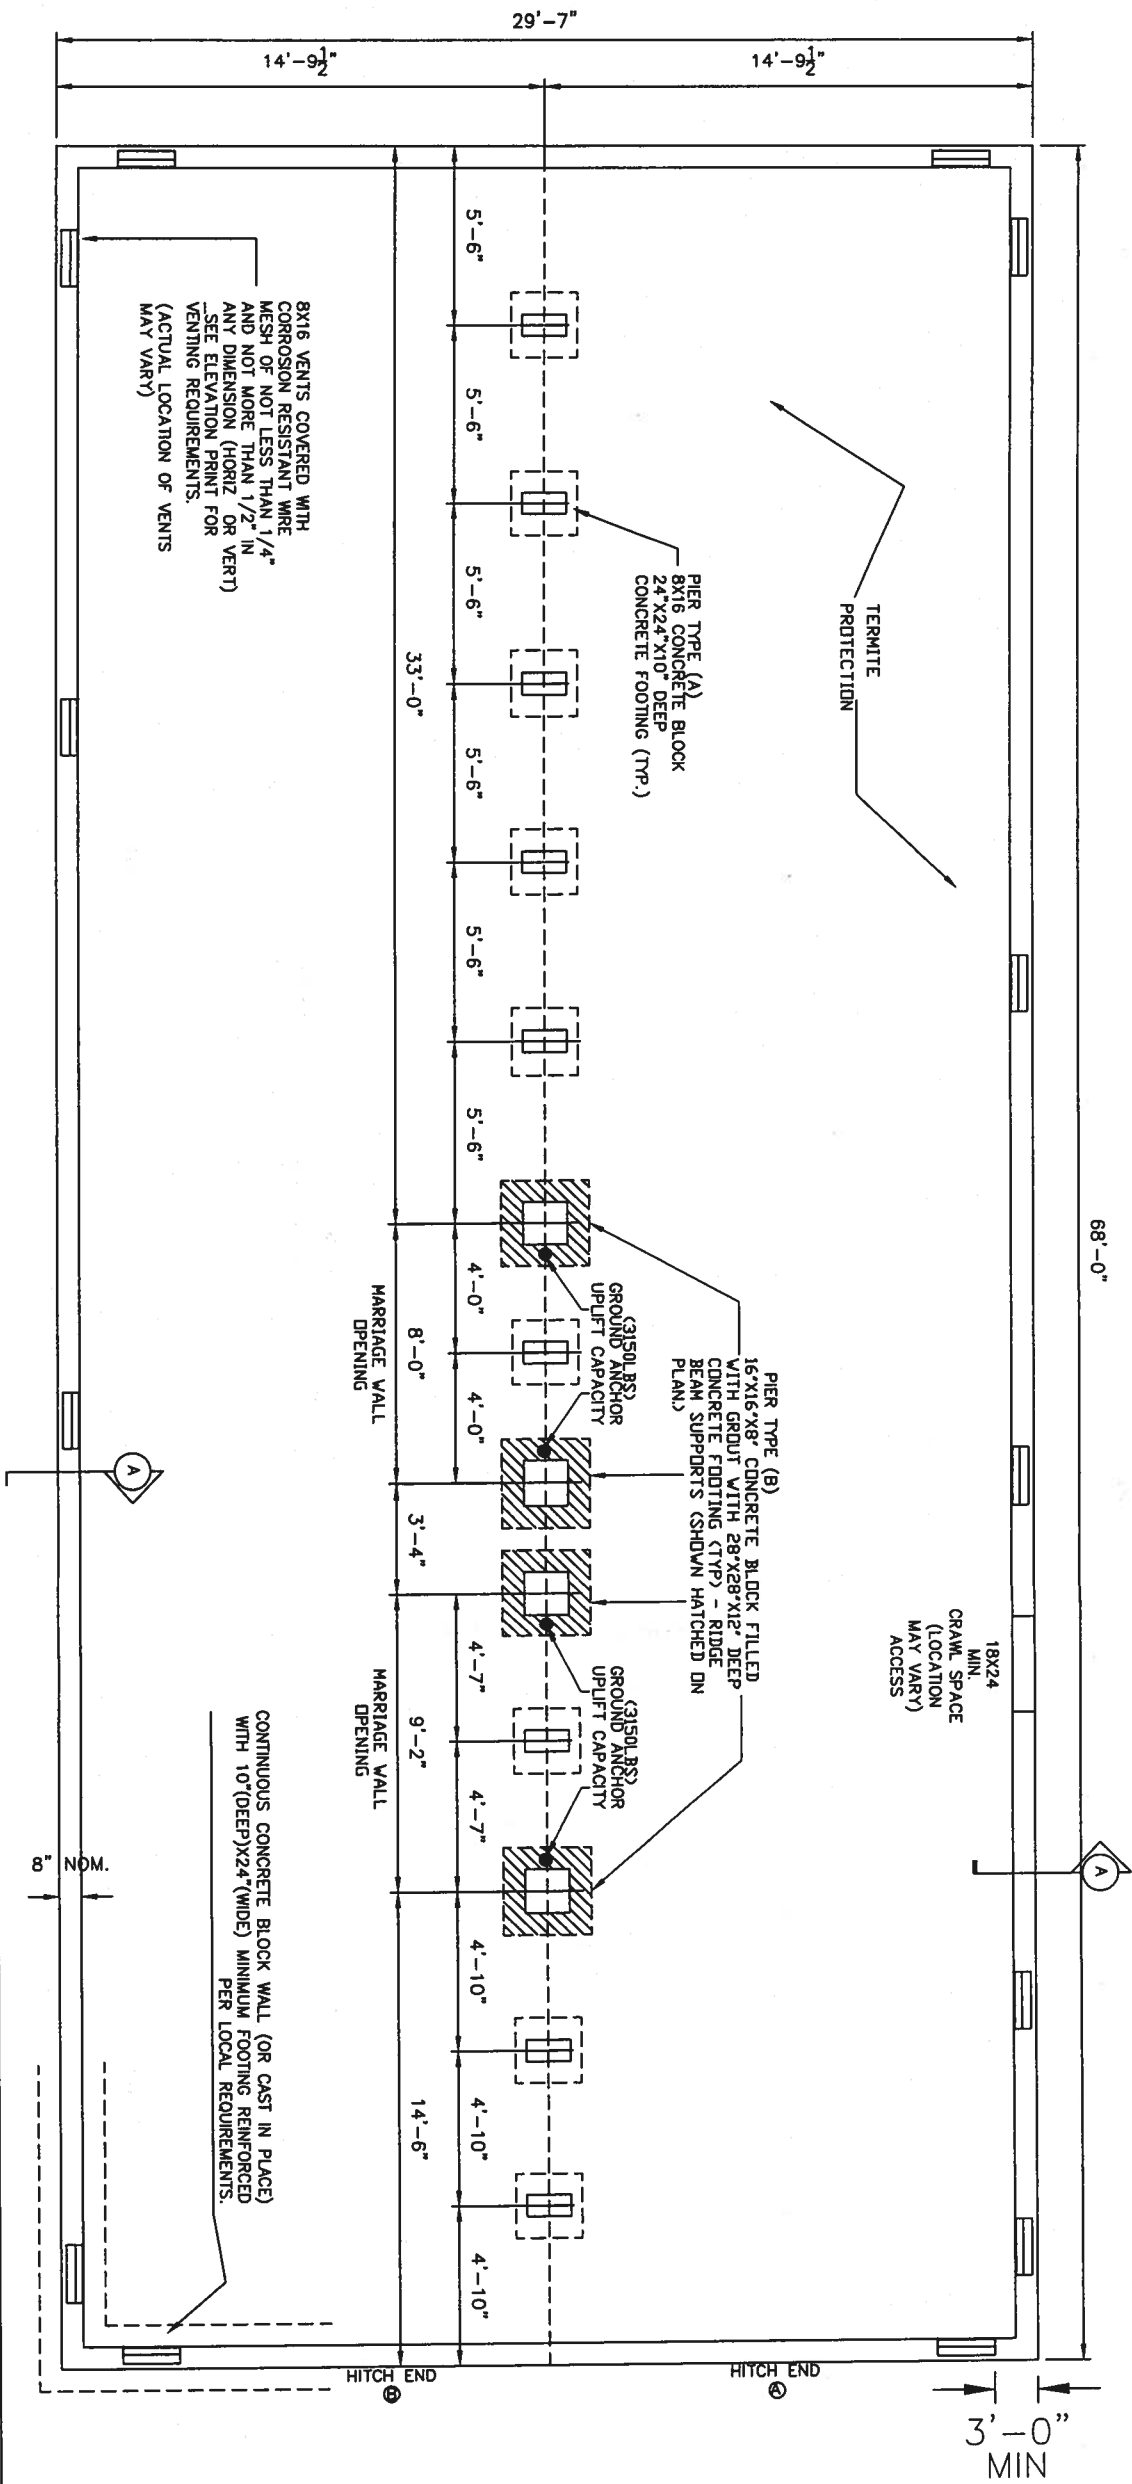 29'-7"
14'-9½"
14'-9½"
68'-0"
5'-6"
5'-6"
5'-6"
5'-6"
5'-6"
5'-6"
4'-0"
4'-0"
4'-7"
4'-7"
4'-10"
4'-10"
4'-10"
33'-0"
8'-0"
3'-4"
9'-2"
14'-6"
MARRIAGE WALL
OPENING
MARRIAGE WALL
OPENING
TERMITE
PROTECTION
PIER TYPE (A)
8X16 CONCRETE BLOCK
24"X24"X10" DEEP
CONCRETE FOOTING (TYP.)
8X16 VENTS COVERED WITH
CORROSION RESISTANT WIRE
MESH OF NOT LESS THAN 1/4"
AND NOT MORE THAN 1/2" IN
ANY DIMENSION (HORIZ OR VERT)
...SEE ELEVATION PRINT FOR
VENTING REQUIREMENTS.
(ACTUAL LOCATION OF VENTS
MAY VARY)
PIER TYPE (B)
16"X16"X8" CONCRETE BLOCK FILLED
WITH GROUT WITH 28"X28"X12" DEEP
CONCRETE FOOTING (TYP) - RIDGE
BEAM SUPPORTS (SHOWN HATCHED ON
PLAN.)
(3150LBS)
GROUND ANCHOR
UPLIFT CAPACITY
(3150LBS)
GROUND ANCHOR
UPLIFT CAPACITY
18X24
MIN.
CRAWL SPACE
(LOCATION
MAY VARY)
ACCESS
A
A
CONTINUOUS CONCRETE BLOCK WALL (OR CAST IN PLACE)
WITH 10"(DEEP)X24"(WIDE) MINIMUM FOOTING REINFORCED
PER LOCAL REQUIREMENTS.
8" NOM.
HITCH END
B
HITCH END
A
3'-0"
MIN